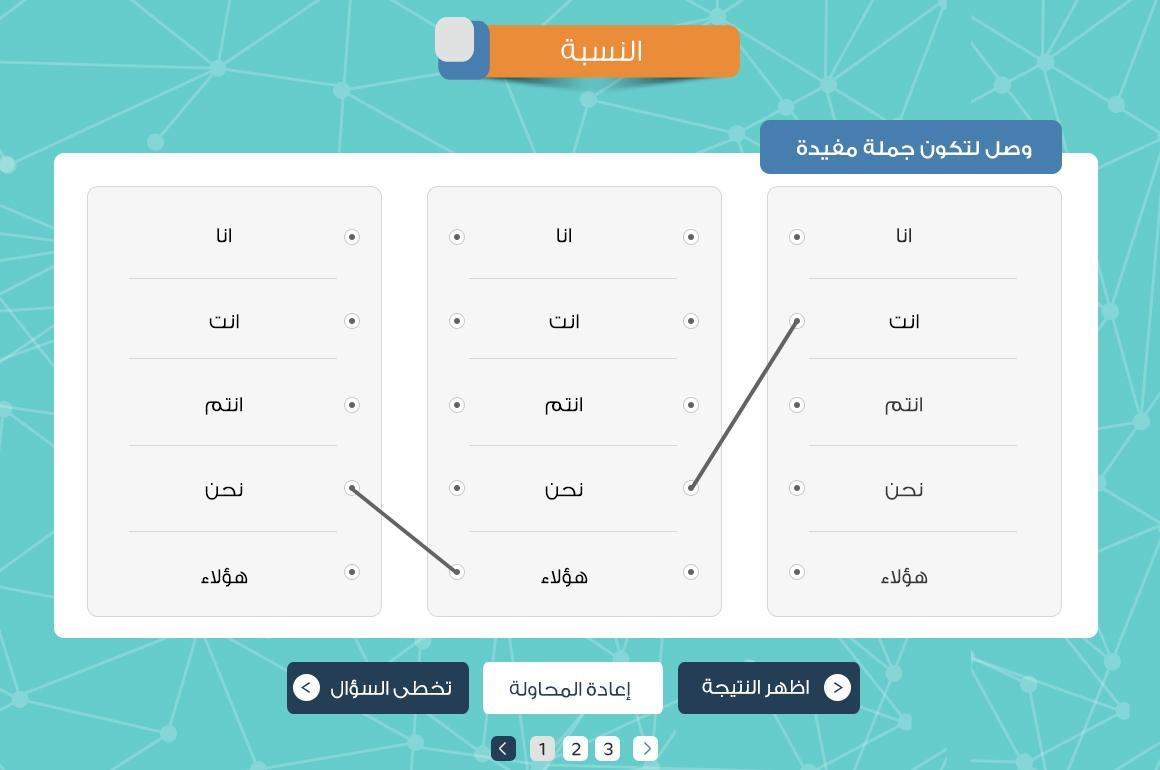 النسبة
وصل لتكون جملة مفيدة
انا
انت
انتم
نحن
هؤلاء
انا
انت
انتم
نحن
هؤلاء
انا
انت
انتم
نحن
هؤلاء
اظهر النتيجة
إعادة المحاولة
تخطى السؤال
1 2 3